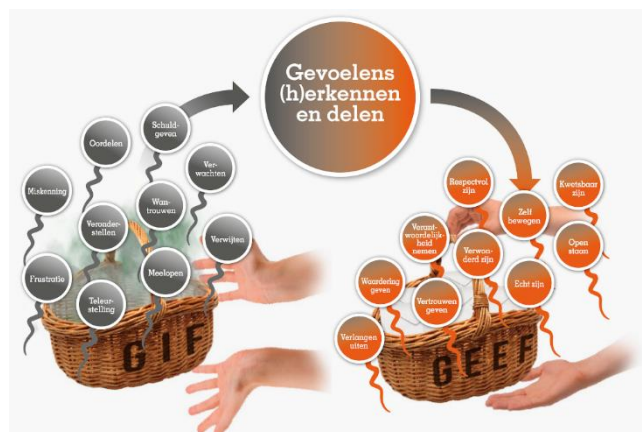 Gevoelens
(h)erkennen
en delen
Schuld-
geven
Oordelen
Ver-
wachten
Miskenning
Wan-
trouwen
Veronder-
stellen
Verwijten
Frustratie
Meelopen
Teleur-
stelling
GIF
Respectvol
zijn
Kwetsbaar
zijn
Zelf
bewegen
Verant-
woordelijk-
heid
nemen
Verwon-
derd zijn
Open
staan
Waardering
geven
Echt zijn
Vertrouwen
geven
Verlangen
uiten
GEEF